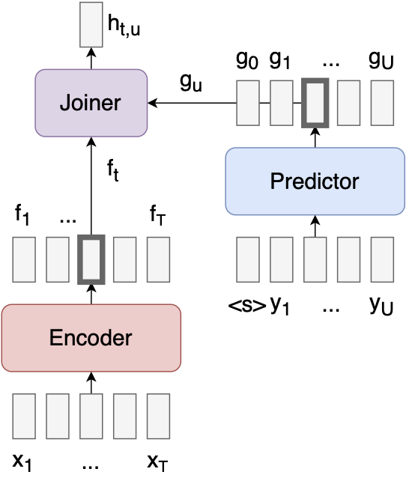 h_{t,u}
g_0 g_1 ... g_U
Joiner
g_u
f_t
Predictor
f_1 ... f_T
<s> y_1 ... y_U
Encoder
x_1 ... x_T